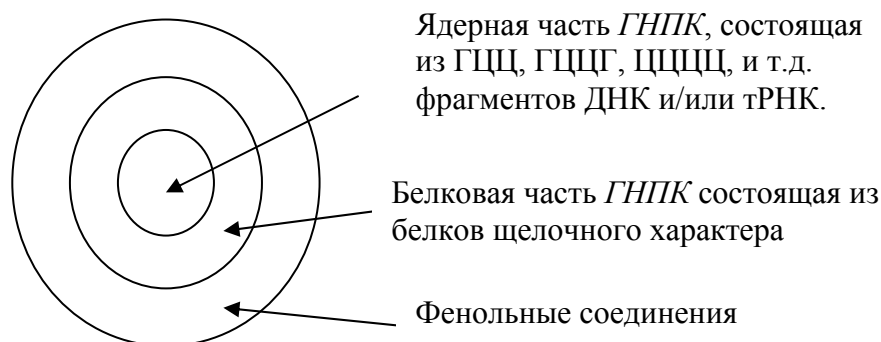 Ядерная часть ГНПК, состоящая
из ГЦЦ, ГЦЦГ, ЦЦЦЦ, и т.д.
фрагментов ДНК и/или тРНК.
Белковая часть ГНПК состоящая из
белков щелочного характера
Фенольные соединения